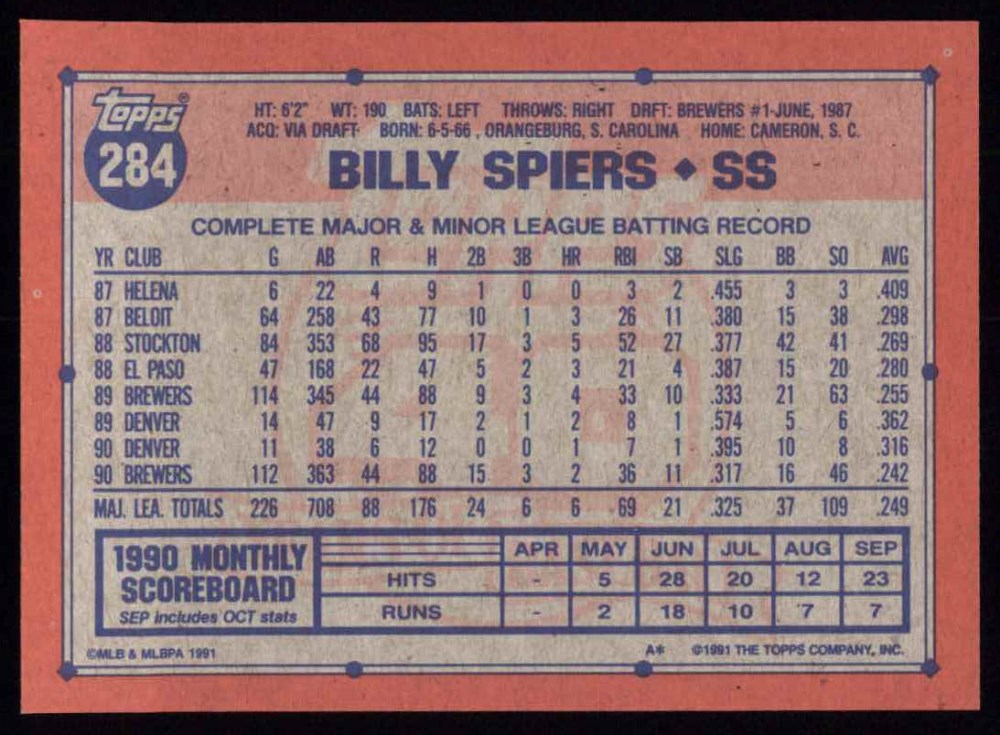 Topps®
284
HT: 6'2" WT: 190 BATS: LEFT THROWS: RIGHT DRFT: BREWERS #1-JUNE, 1987
ACQ: VIA DRAFT BORN: 6-5-66, ORANGEBURG, S. CAROLINA HOME: CAMERON, S. C.
BILLY SPIERS ◆ SS
COMPLETE MAJOR & MINOR LEAGUE BATTING RECORD
YR CLUB G AB R H 2B 3B HR RBI SB SLG BB SO AVG
87 HELENA 6 22 4 9 1 0 0 3 2 .455 3 3 .409
87 BELOIT 64 258 43 77 10 1 3 26 11 .380 15 38 .298
88 STOCKTON 84 353 68 95 17 3 5 52 27 .377 42 41 .269
88 EL PASO 47 168 22 47 5 2 3 21 4 .387 15 20 .280
89 BREWERS 114 345 44 88 9 3 4 33 10 .333 21 63 .255
89 DENVER 14 47 9 17 2 1 2 8 1 .574 5 6 .362
90 DENVER 11 38 6 12 0 0 1 7 1 .395 10 8 .316
90 BREWERS 112 363 44 88 15 3 2 36 11 .317 16 46 .242
MAJ. LEA. TOTALS 226 708 88 176 24 6 6 69 21 .325 37 109 .249
1990 MONTHLY SCOREBOARD
SEP includes OCT stats
APR MAY JUN JUL AUG SEP
HITS - 5 28 20 12 23
RUNS - 2 18 10 7 7
©MLB & MLBPA 1991 A* ©1991 THE TOPPS COMPANY, INC.